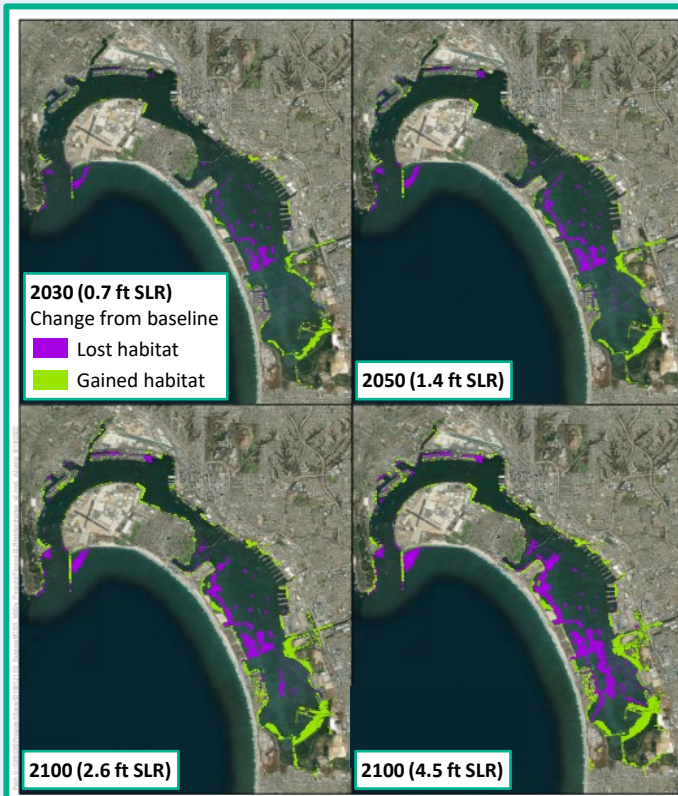 2030 (0.7 ft SLR)
Change from baseline
Lost habitat
Gained habitat
2050 (1.4 ft SLR)
2100 (2.6 ft SLR)
2100 (4.5 ft SLR)